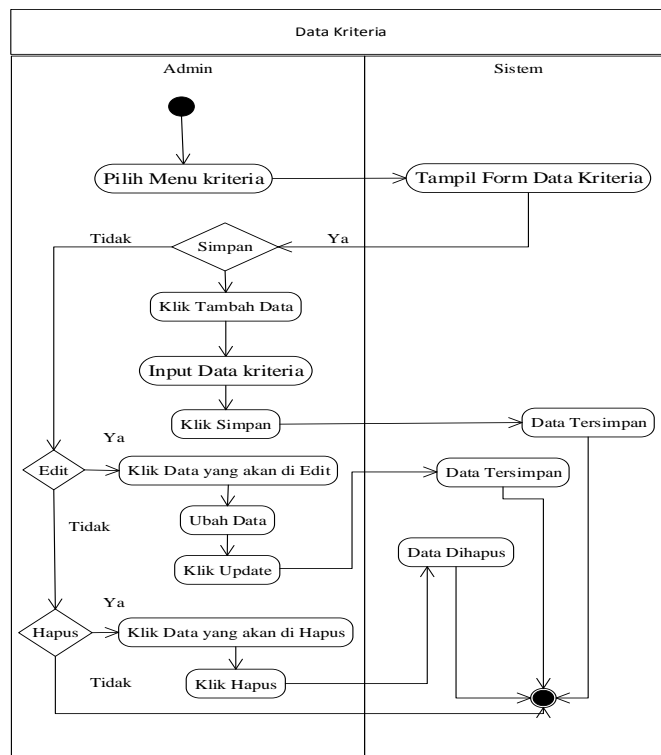 Data Kriteria
Admin
Sistem
Pilih Menu kriteria
Tampil Form Data Kriteria
Tidak
Simpan
Ya
Klik Tambah Data
Input Data kriteria
Klik Simpan
Data Tersimpan
Ya
Edit
Klik Data yang akan di Edit
Data Tersimpan
Ubah Data
Tidak
Klik Update
Data Dihapus
Ya
Hapus
Klik Data yang akan di Hapus
Tidak
Klik Hapus